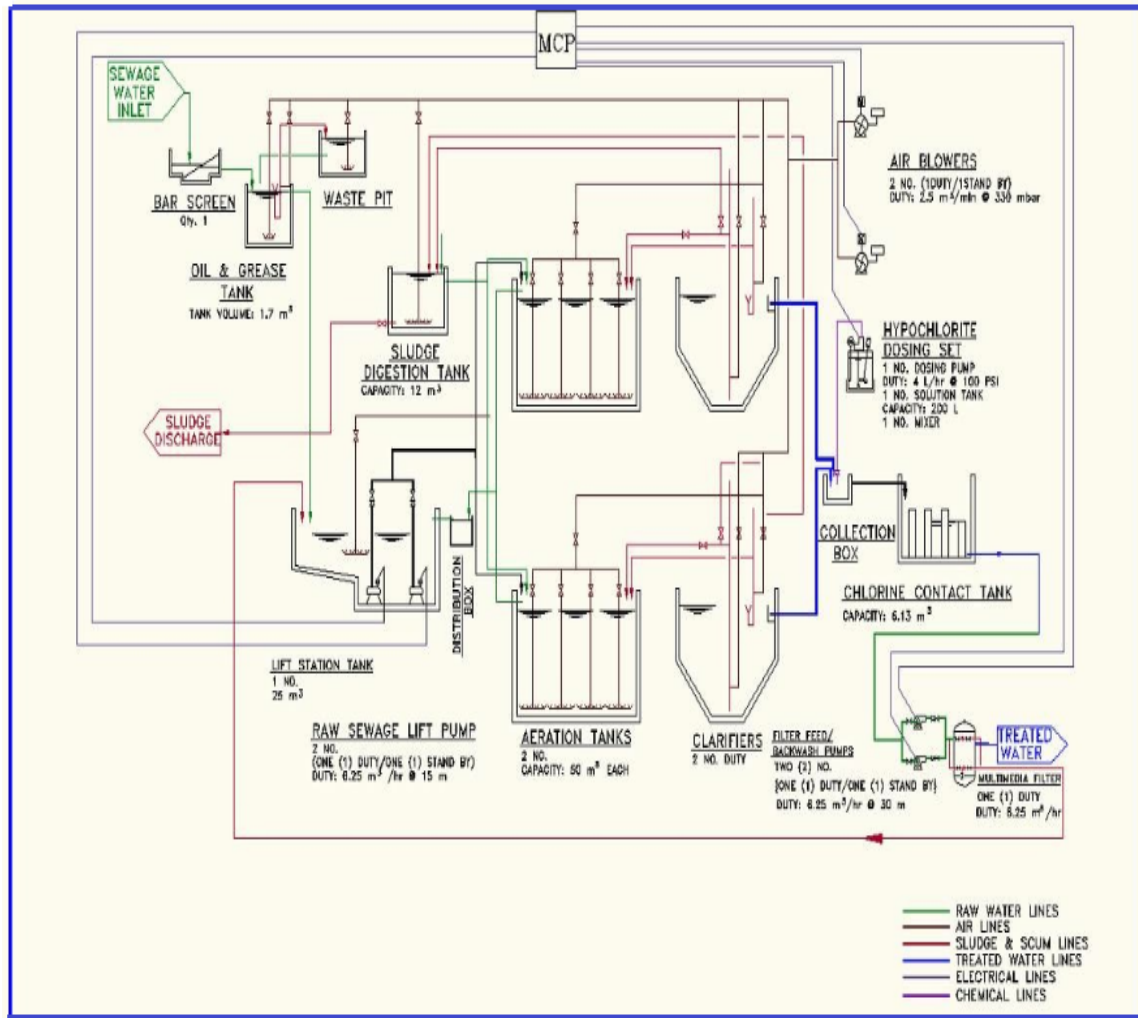 MCP
SEWAGE
WATER
INLET
BAR SCREEN
Qty. 1
WASTE PIT
OIL & GREASE
TANK
TANK VOLUME: 1.7 m³
AIR BLOWERS
2 NO. (1DUTY/1STAND BY)
DUTY: 2.5 m³/min @ 330 mbar
SLUDGE
DIGESTION TANK
CAPACITY: 12 m³
HYPOCHLORITE
DOSING SET
1 NO. DOSING PUMP
DUTY: 4 L/hr @ 100 PSI
1 NO. SOLUTION TANK
CAPACITY: 200 L
1 NO. MIXER
SLUDGE
DISCHARGE
COLLECTION
BOX
CHLORINE CONTACT TANK
CAPACITY: 6.13 m³
DISTRIBUTION
BOX
LIFT STATION TANK
1 NO.
25 m³
RAW SEWAGE LIFT PUMP
2 NO.
(ONE (1) DUTY/ONE (1) STAND BY)
DUTY: 6.25 m³ /hr @ 15 m
AERATION TANKS
2 NO.
CAPACITY: 50 m³ EACH
CLARIFIERS
2 NO. DUTY
FILTER FEED/
BACKWASH PUMPS
TWO (2) NO.
(ONE (1) DUTY/ONE (1) STAND BY)
DUTY: 6.25 m³/hr @ 30 m
TREATED
WATER
MULTIMEDIA FILTER
ONE (1) DUTY
DUTY: 6.25 m³/hr
RAW WATER LINES
AIR LINES
SLUDGE & SCUM LINES
TREATED WATER LINES
ELECTRICAL LINES
CHEMICAL LINES